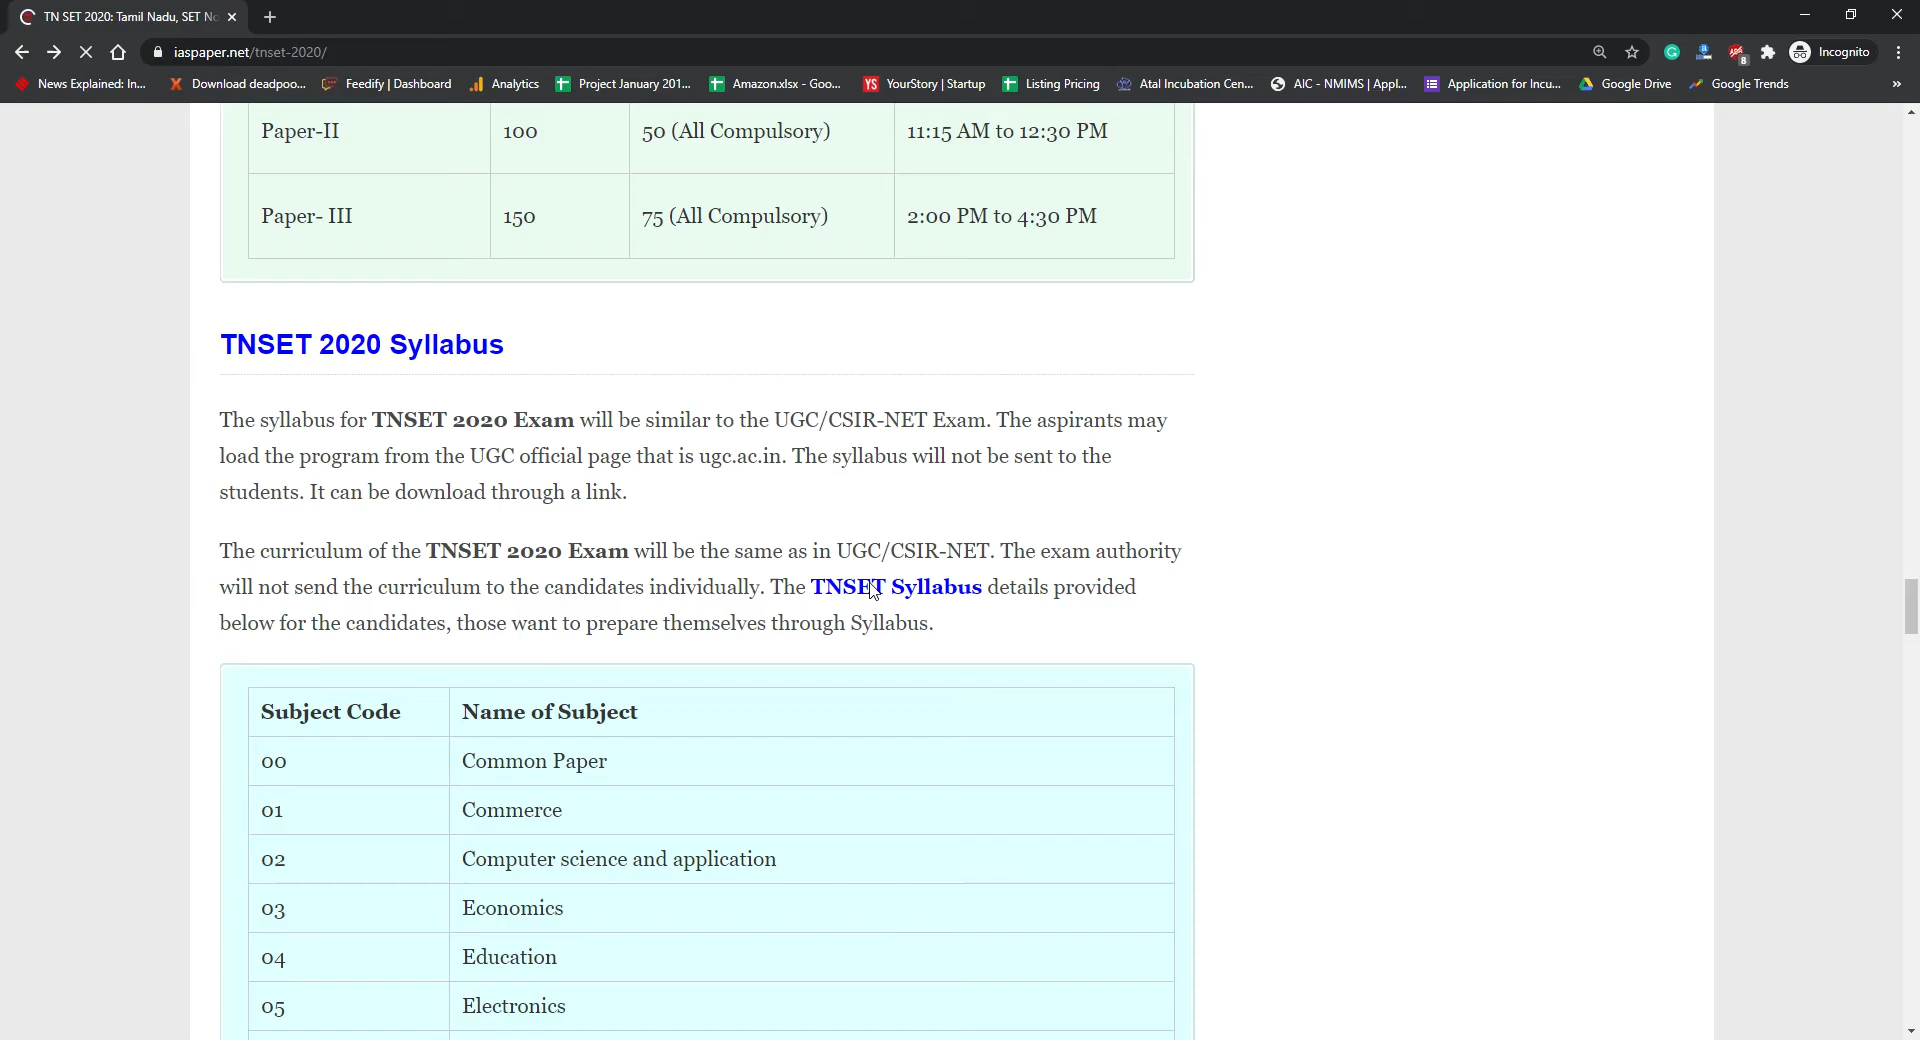 TN SET 2020: Tamil Nadu, SET No
iaspaper.net/tnset-2020/
8
Incognito
News Explained: In...
Download deadpoo...
Feedify | Dashboard
Analytics
Project January 201...
Amazon.xlsx - Goo...
YS
YourStory | Startup
Listing Pricing
Atal Incubation Cen...
AIC - NMIMS | Appl...
Application for Incu...
Google Drive
Google Trends
»
Paper-II 100 50 (All Compulsory) 11:15 AM to 12:30 PM
Paper- III 150 75 (All Compulsory) 2:00 PM to 4:30 PM
TNSET 2020 Syllabus
The syllabus for TNSET 2020 Exam will be similar to the UGC/CSIR-NET Exam. The aspirants may
load the program from the UGC official page that is ugc.ac.in. The syllabus will not be sent to the
students. It can be download through a link.
The curriculum of the TNSET 2020 Exam will be the same as in UGC/CSIR-NET. The exam authority
will not send the curriculum to the candidates individually. The TNSET Syllabus details provided
below for the candidates, those want to prepare themselves through Syllabus.
Subject Code Name of Subject
00 Common Paper
01 Commerce
02 Computer science and application
03 Economics
04 Education
05 Electronics